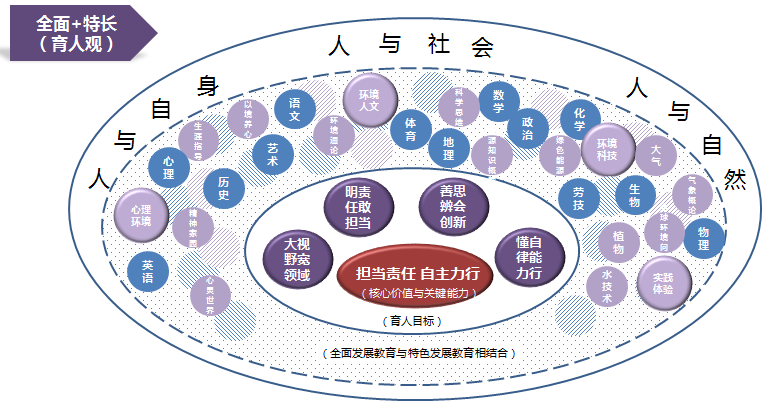 全面+特长
（育人观）
人与自身
人与社会
人与自然
英语
心理环境
心理
生涯指导
以境养心
语文
环境人文
历史
艺术
精神家园
心灵世界
体育
科学思维
数学
地理
政治
化学
绿色能源
环境科技
大气
劳技
生物
气象概论
植物
物理
水技术
实践体验
明责
任敢
担当
善思
辨会
创新
大视
野宽
领域
懂自
律能
力行
担当责任 自主力行
（核心价值与关键能力）
（育人目标）
（全面发展教育与特色发展教育相结合）